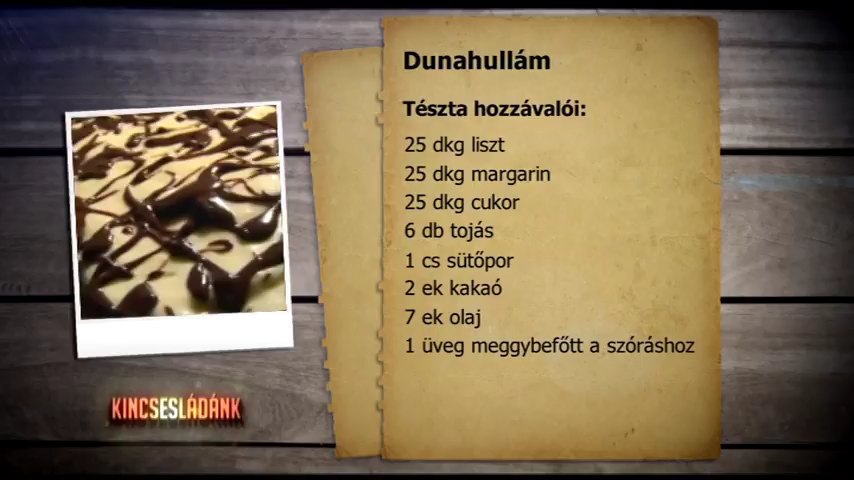 Dunahullám
Tészta hozzávalói:
25 dkg liszt
25 dkg margarin
25 dkg cukor
6 db tojás
1 cs sütőpor
2 ek kakaó
7 ek olaj
1 üveg meggybefőtt a szóráshoz
KINCSESLÁDÁNK